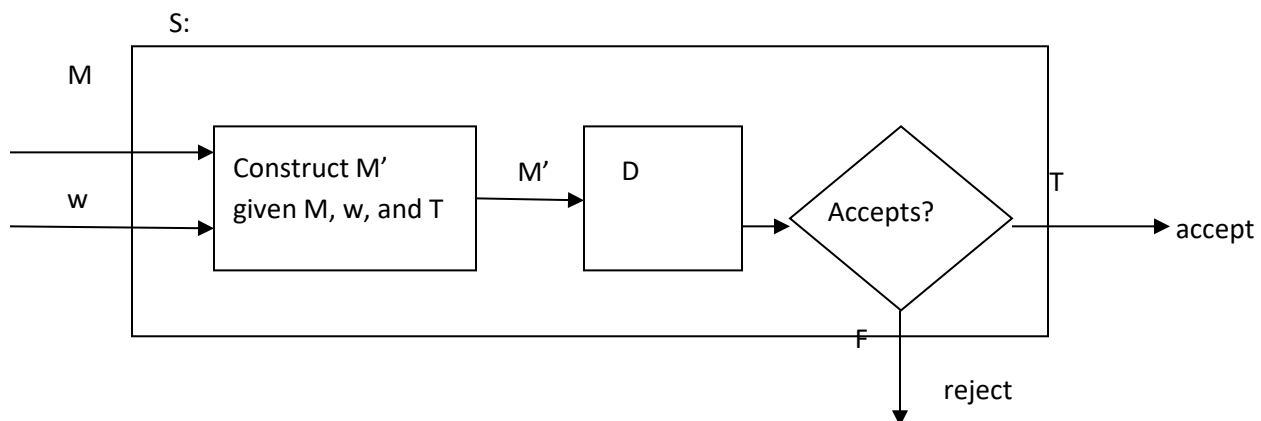 S:
M
Construct M’
given M, w, and T
M’
D
T
w
Accepts?
accept
F
reject